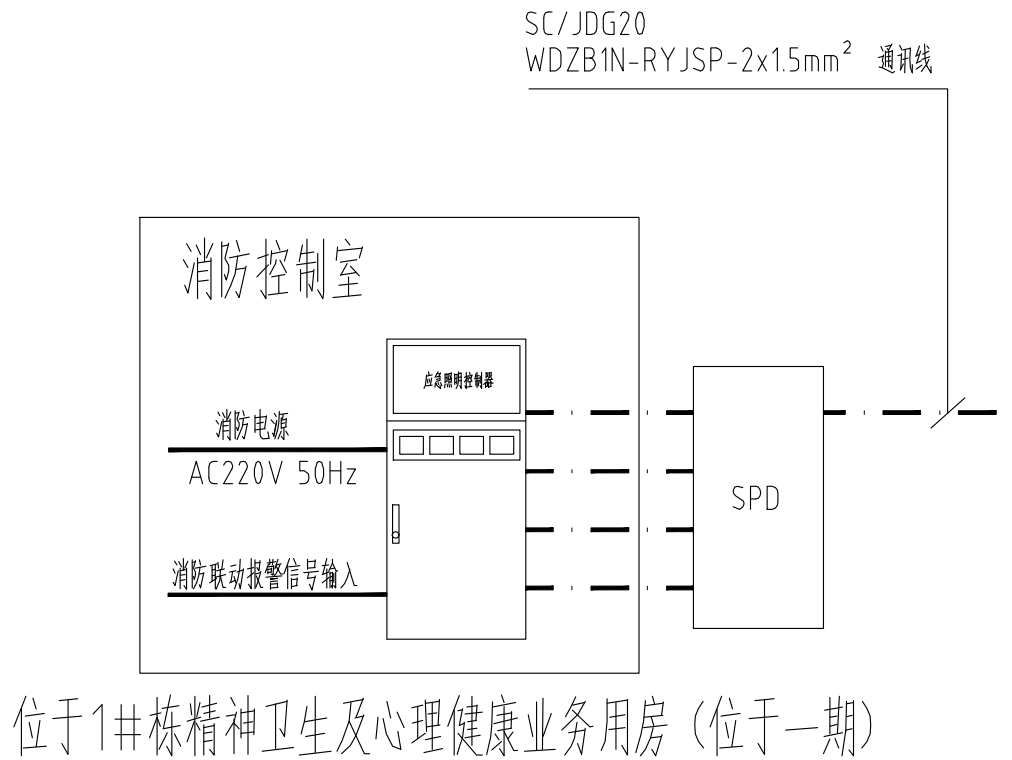 SC/JDG20
WDZB1N-RYJSP-2x1.5mm² 通讯线
消防控制室
应急照明控制器
消防电源
AC220V 50Hz
SPD
消防联动报警信号输入
位于1#栋精神卫生及心理健康业务用房(位于一期)